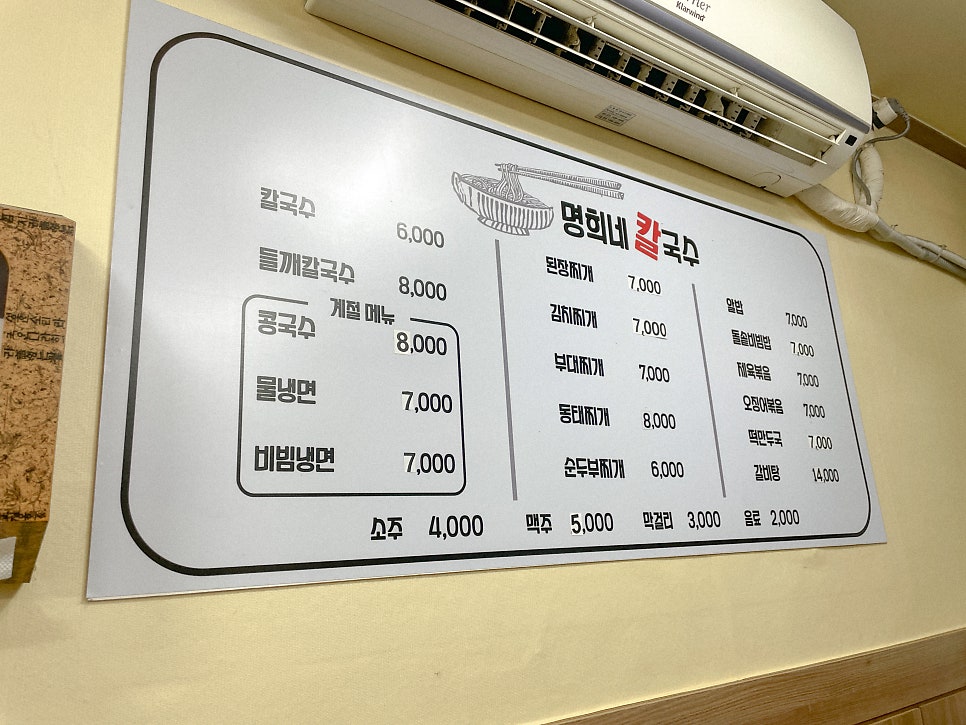 Klarwind
명희네 칼국수
칼국수 6,000
들깨칼국수 8,000
계절 메뉴
콩국수 8,000
물냉면 7,000
비빔냉면 7,000
된장찌개 7,000
김치찌개 7,000
부대찌개 7,000
동태찌개 8,000
순두부찌개 6,000
알밥 7,000
돌솥비빔밥 7,000
제육볶음 7,000
오징어볶음 7,000
떡만두국 7,000
갈비탕 14,000
소주 4,000 맥주 5,000 막걸리 3,000 음료 2,000